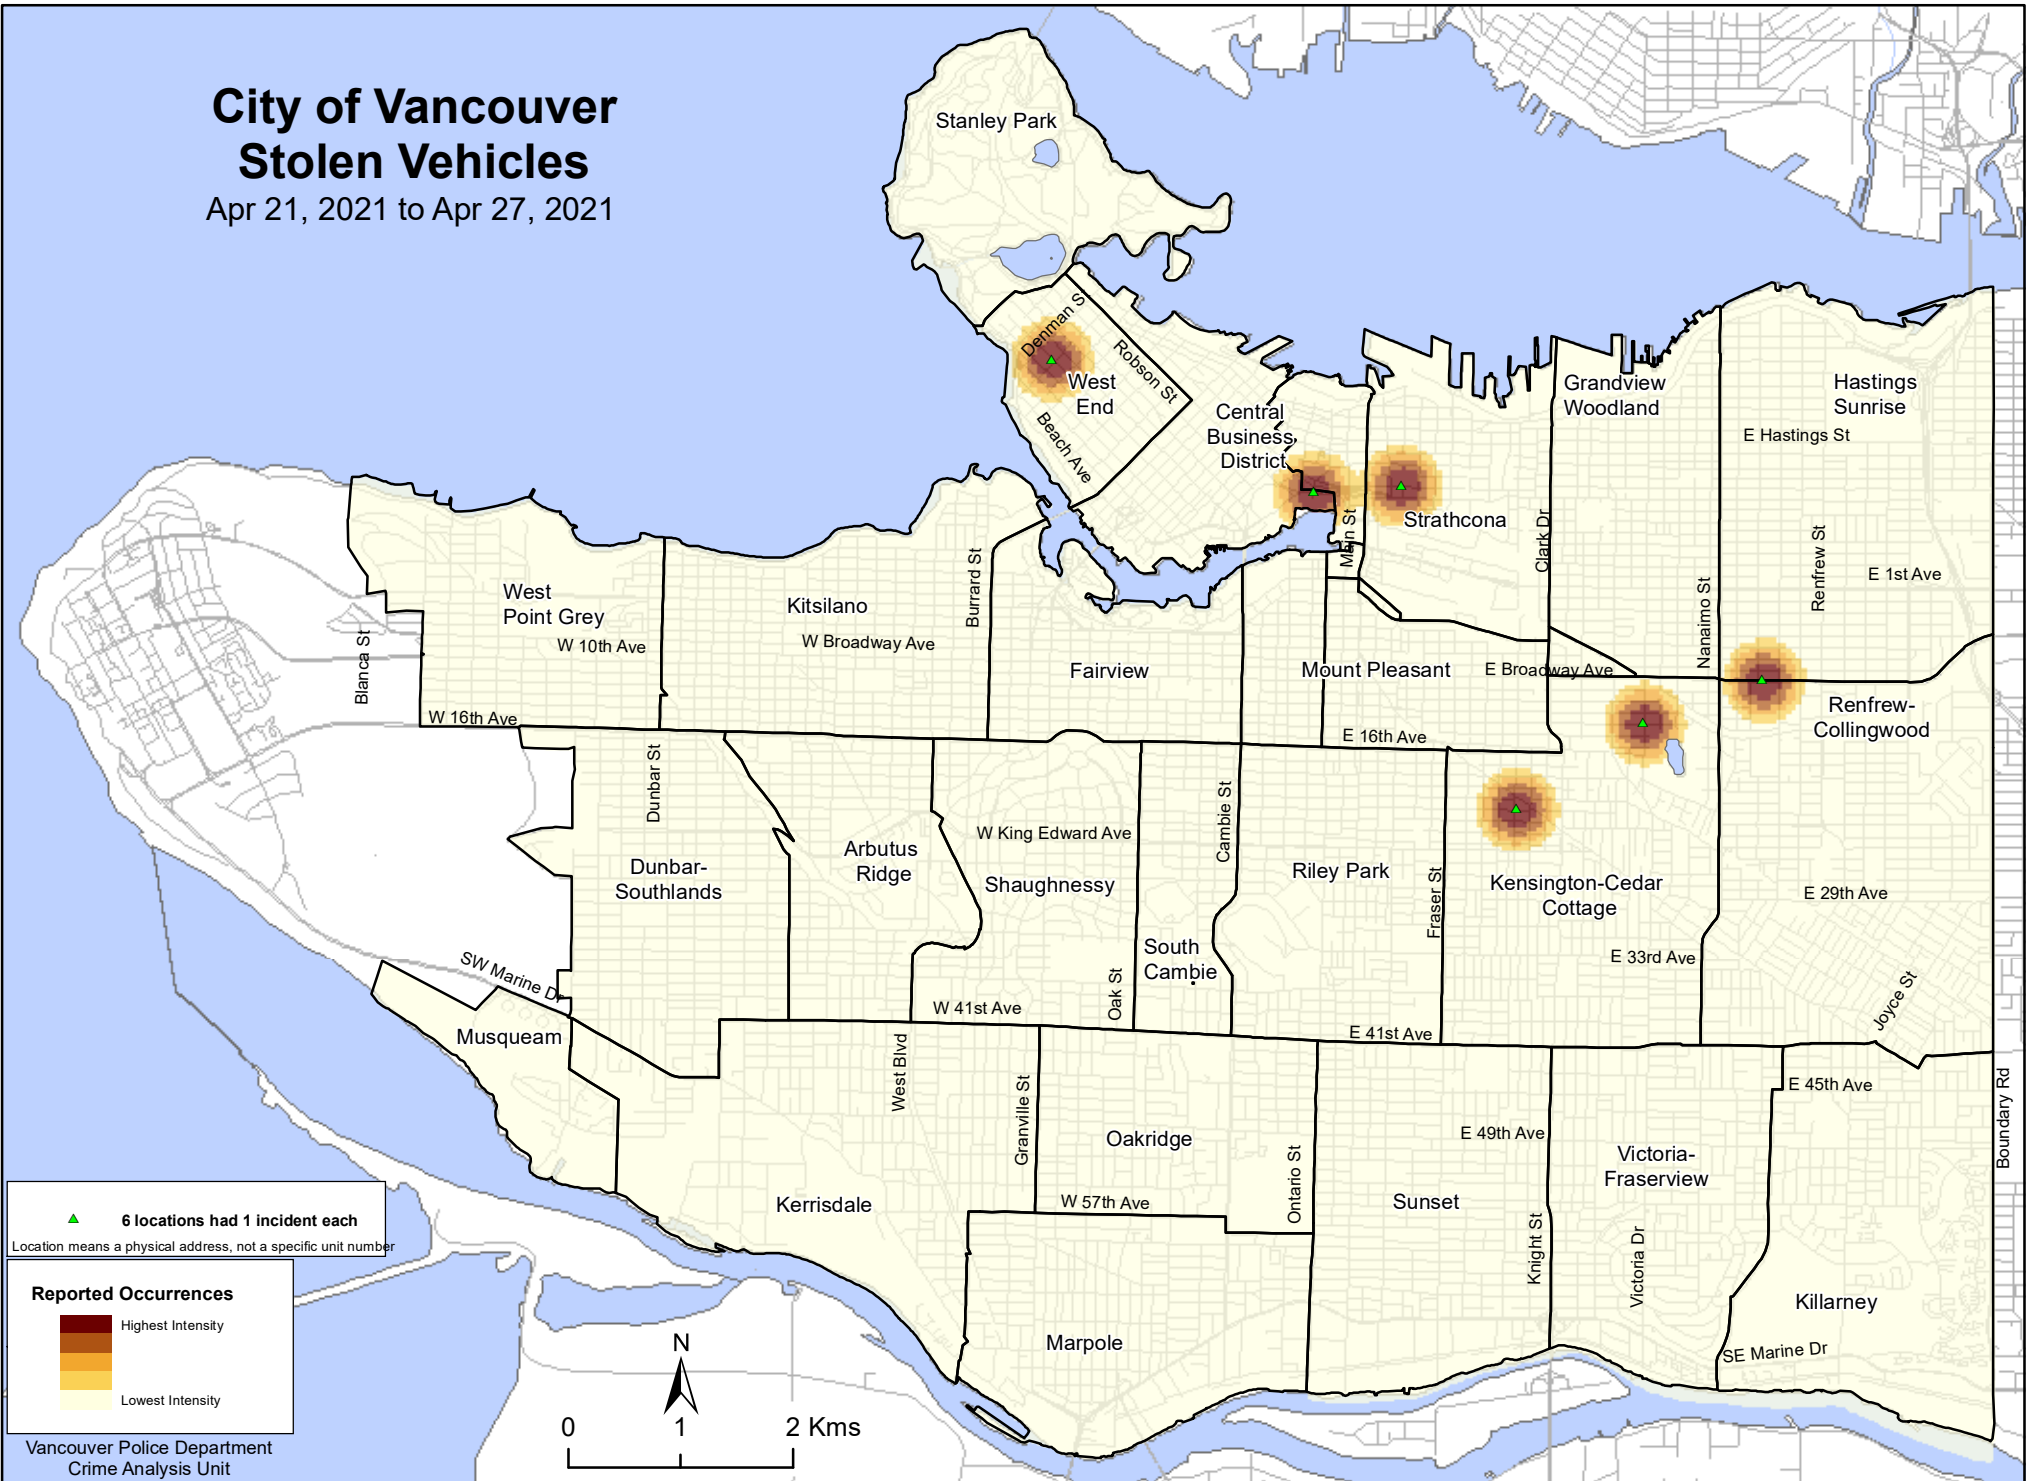 City of Vancouver
Stolen Vehicles
Apr 21, 2021 to Apr 27, 2021
Stanley Park
Denman S
Robson St
West
End
Beach Ave
Central
Business
District
Main St
Strathcona
Clark Dr
Grandview
Woodland
Hastings
Sunrise
E Hastings St
Renfrew St
E 1st Ave
Nanaimo St
West
Point Grey
W 10th Ave
Blanca St
W 16th Ave
Kitsilano
W Broadway Ave
Burrard St
Fairview
Mount Pleasant
E Broadway Ave
E 16th Ave
Renfrew-
Collingwood
Dunbar St
Dunbar-
Southlands
Arbutus
Ridge
W King Edward Ave
Shaughnessy
Cambie St
Riley Park
Fraser St
Kensington-Cedar
Cottage
E 29th Ave
E 33rd Ave
South
Cambie
Oak St
W 41st Ave
E 41st Ave
Joyce St
SW Marine Dr
Musqueam
West Blvd
Granville St
Oakridge
W 57th Ave
Ontario St
E 49th Ave
Sunset
Knight St
Victoria-
Fraserview
Victoria Dr
E 45th Ave
Boundary Rd
Killarney
SE Marine Dr
Kerrisdale
Marpole
6 locations had 1 incident each
Location means a physical address, not a specific unit number
Reported Occurrences
Highest Intensity
Lowest Intensity
Vancouver Police Department
Crime Analysis Unit
N
0 1 2 Kms